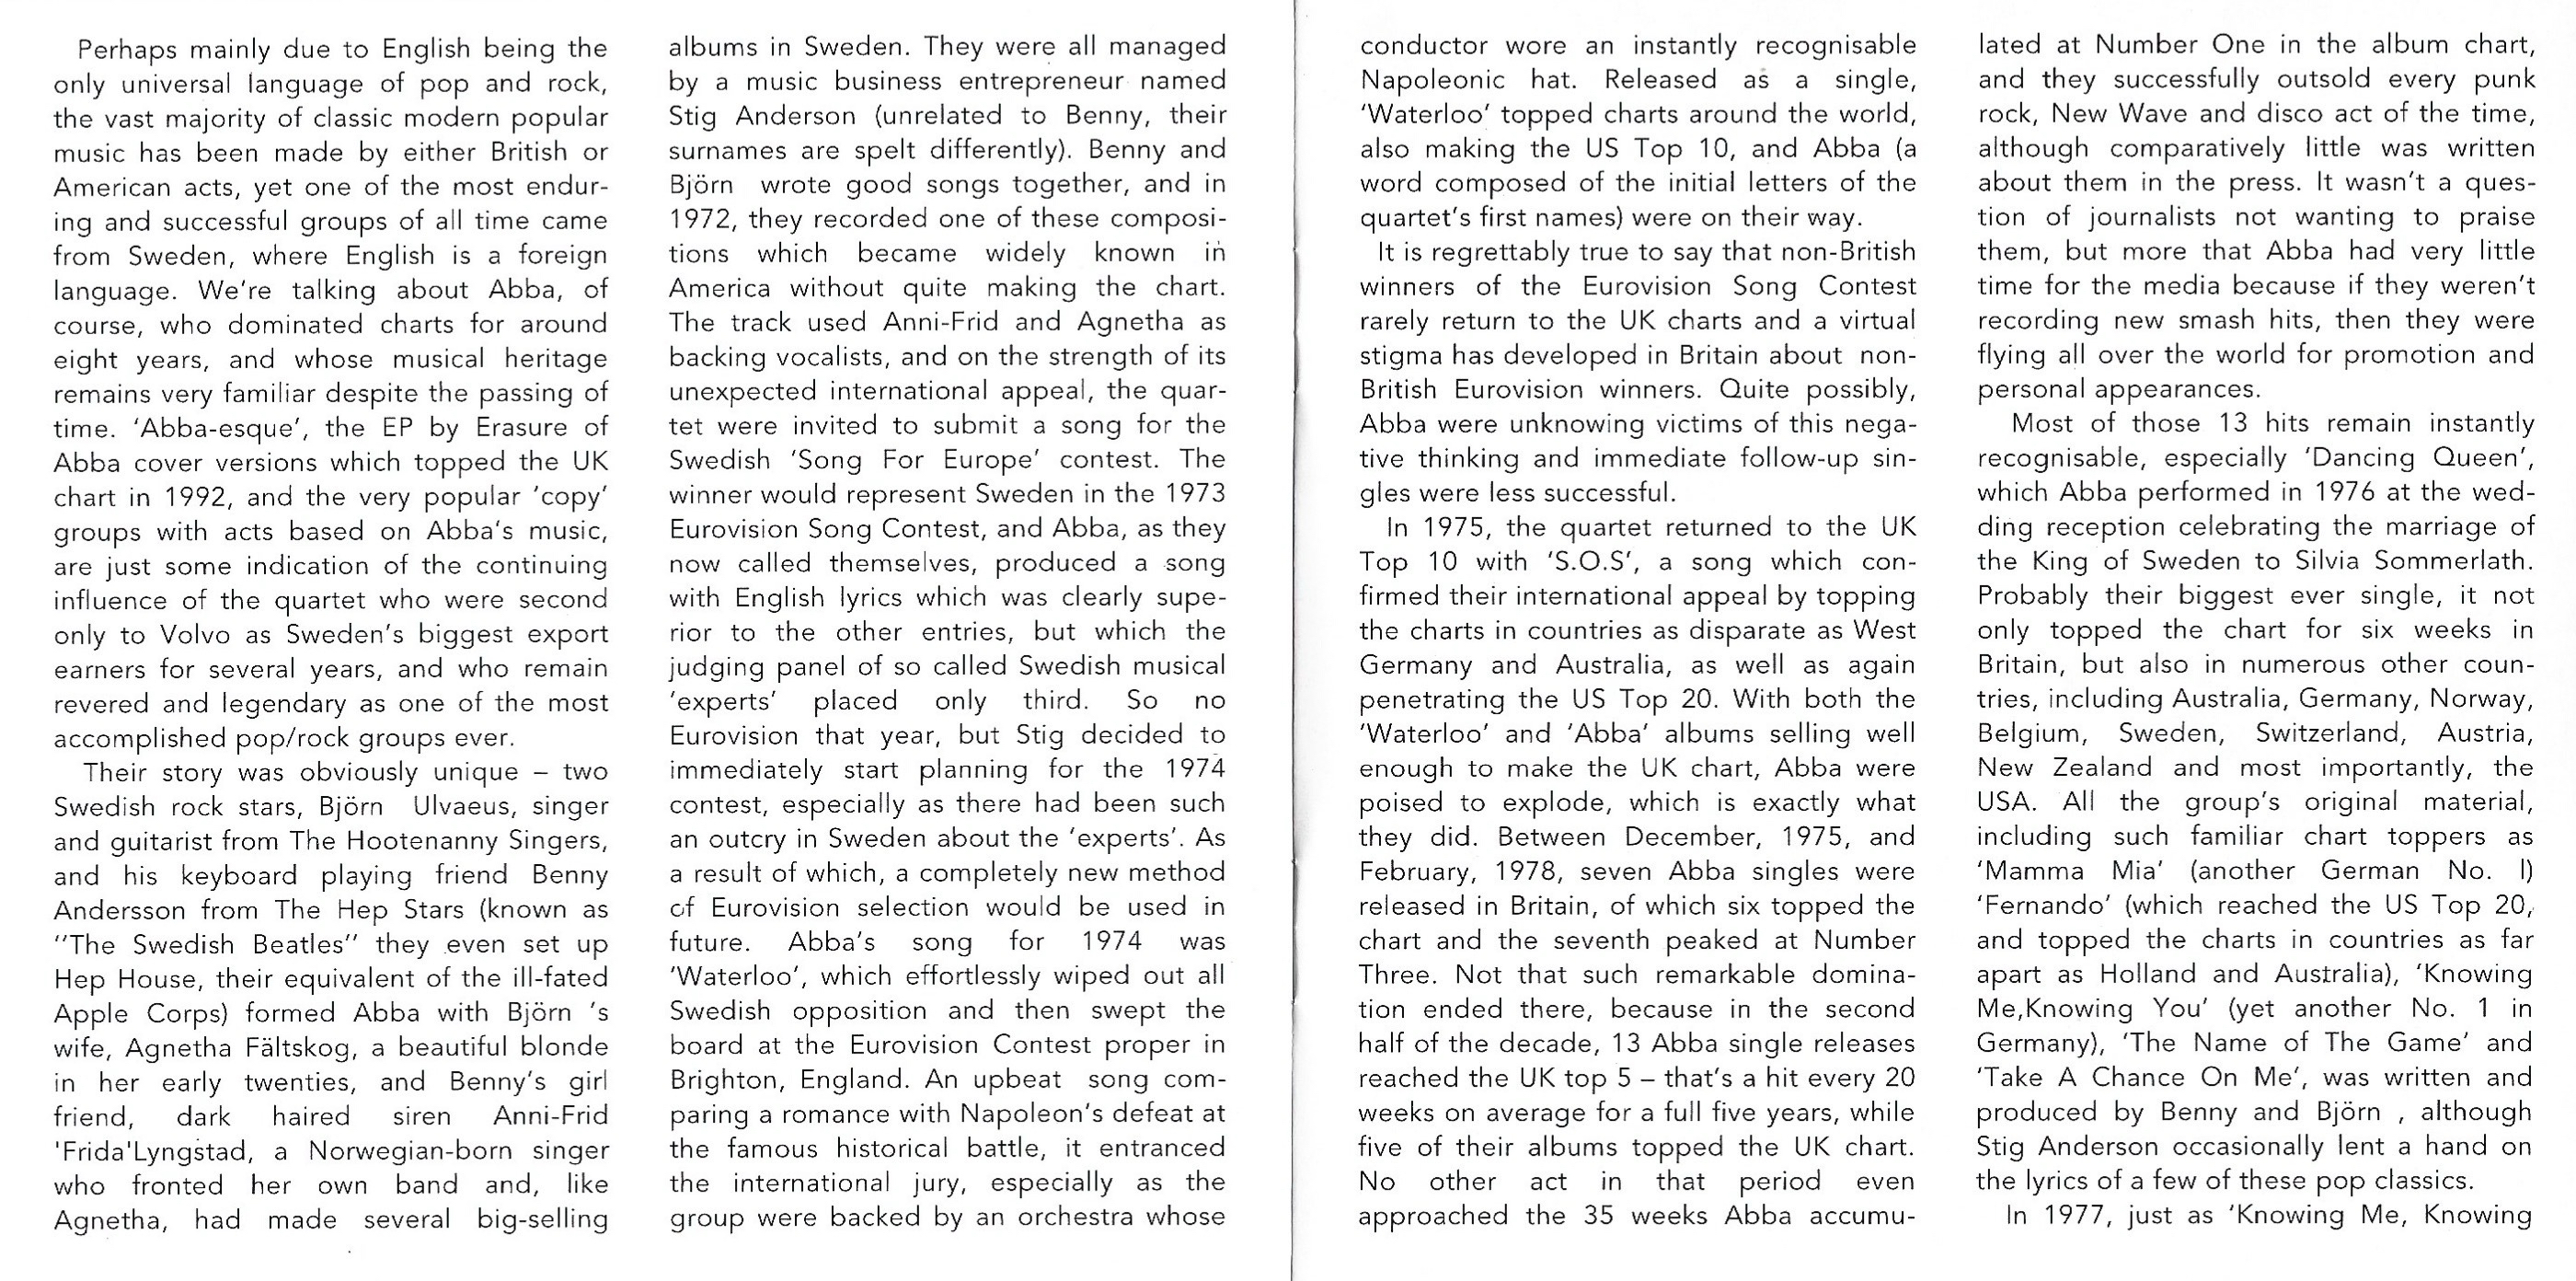 Perhaps mainly due to English being the
only universal language of pop and rock,
the vast majority of classic modern popular
music has been made by either British or
American acts, yet one of the most endur-
ing and successful groups of all time came
from Sweden, where English is a foreign
language. We're talking about Abba, of
course, who dominated charts for around
eight years, and whose musical heritage
remains very familiar despite the passing of
time. 'Abba-esque', the EP by Erasure of
Abba cover versions which topped the UK
chart in 1992, and the very popular 'copy'
groups with acts based on Abba's music,
are just some indication of the continuing
influence of the quartet who were second
only to Volvo as Sweden's biggest export
earners for several years, and who remain
revered and legendary as one of the most
accomplished pop/rock groups ever.
Their story was obviously unique – two
Swedish rock stars, Björn Ulvaeus, singer
and guitarist from The Hootenanny Singers,
and his keyboard playing friend Benny
Andersson from The Hep Stars (known as
"The Swedish Beatles" they even set up
Hep House, their equivalent of the ill-fated
Apple Corps) formed Abba with Björn 's
wife, Agnetha Fältskog, a beautiful blonde
in her early twenties, and Benny's girl
friend, dark haired siren Anni-Frid
'Frida'Lyngstad, a Norwegian-born singer
who fronted her own band and, like
Agnetha, had made several big-selling
albums in Sweden. They were all managed
by a music business entrepreneur named
Stig Anderson (unrelated to Benny, their
surnames are spelt differently). Benny and
Björn wrote good songs together, and in
1972, they recorded one of these composi-
tions which became widely known in
America without quite making the chart.
The track used Anni-Frid and Agnetha as
backing vocalists, and on the strength of its
unexpected international appeal, the quar-
tet were invited to submit a song for the
Swedish 'Song For Europe' contest. The
winner would represent Sweden in the 1973
Eurovision Song Contest, and Abba, as they
now called themselves, produced a song
with English lyrics which was clearly supe-
rior to the other entries, but which the
judging panel of so called Swedish musical
'experts' placed only third. So no
Eurovision that year, but Stig decided to
immediately start planning for the 1974
contest, especially as there had been such
an outcry in Sweden about the 'experts'. As
a result of which, a completely new method
of Eurovision selection would be used in
future. Abba's song for 1974 was
'Waterloo', which effortlessly wiped out all
Swedish opposition and then swept the
board at the Eurovision Contest proper in
Brighton, England. An upbeat song com-
paring a romance with Napoleon's defeat at
the famous historical battle, it entranced
the international jury, especially as the
group were backed by an orchestra whose
conductor wore an instantly recognisable
Napoleonic hat. Released as a single,
'Waterloo' topped charts around the world,
also making the US Top 10, and Abba (a
word composed of the initial letters of the
quartet's first names) were on their way.
It is regrettably true to say that non-British
winners of the Eurovision Song Contest
rarely return to the UK charts and a virtual
stigma has developed in Britain about non-
British Eurovision winners. Quite possibly,
Abba were unknowing victims of this nega-
tive thinking and immediate follow-up sin-
gles were less successful.
In 1975, the quartet returned to the UK
Top 10 with 'S.O.S', a song which con-
firmed their international appeal by topping
the charts in countries as disparate as West
Germany and Australia, as well as again
penetrating the US Top 20. With both the
'Waterloo' and 'Abba' albums selling well
enough to make the UK chart, Abba were
poised to explode, which is exactly what
they did. Between December, 1975, and
February, 1978, seven Abba singles were
released in Britain, of which six topped the
chart and the seventh peaked at Number
Three. Not that such remarkable domina-
tion ended there, because in the second
half of the decade, 13 Abba single releases
reached the UK top 5 – that's a hit every 20
weeks on average for a full five years, while
five of their albums topped the UK chart.
No other act in that period even
approached the 35 weeks Abba accumu-
lated at Number One in the album chart,
and they successfully outsold every punk
rock, New Wave and disco act of the time,
although comparatively little was written
about them in the press. It wasn't a ques-
tion of journalists not wanting to praise
them, but more that Abba had very little
time for the media because if they weren't
recording new smash hits, then they were
flying all over the world for promotion and
personal appearances.
Most of those 13 hits remain instantly
recognisable, especially 'Dancing Queen',
which Abba performed in 1976 at the wed-
ding reception celebrating the marriage of
the King of Sweden to Silvia Sommerlath.
Probably their biggest ever single, it not
only topped the chart for six weeks in
Britain, but also in numerous other coun-
tries, including Australia, Germany, Norway,
Belgium, Sweden, Switzerland, Austria,
New Zealand and most importantly, the
USA. All the group's original material,
including such familiar chart toppers as
'Mamma Mia' (another German No. I)
'Fernando' (which reached the US Top 20,
and topped the charts in countries as far
apart as Holland and Australia), 'Knowing
Me,Knowing You' (yet another No. 1 in
Germany), 'The Name of The Game' and
'Take A Chance On Me', was written and
produced by Benny and Björn , although
Stig Anderson occasionally lent a hand on
the lyrics of a few of these pop classics.
In 1977, just as 'Knowing Me, Knowing